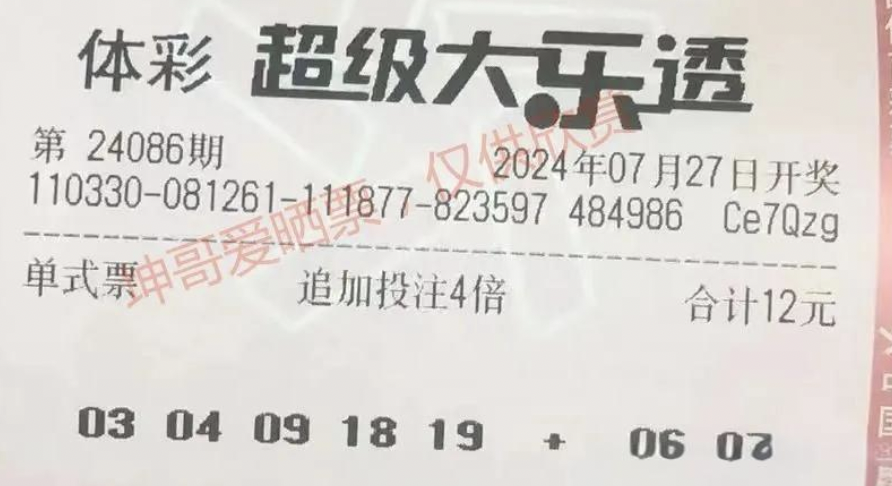 体彩 超级大乐透
第 24086期 2024年07月27日开奖
110330-081261-111877-823597 484986 Ce7Qzg
单式票 追加投注4倍 合计12元
03 04 09 18 19 + 06 02
坤哥爱晒票，仅供欣赏
中国